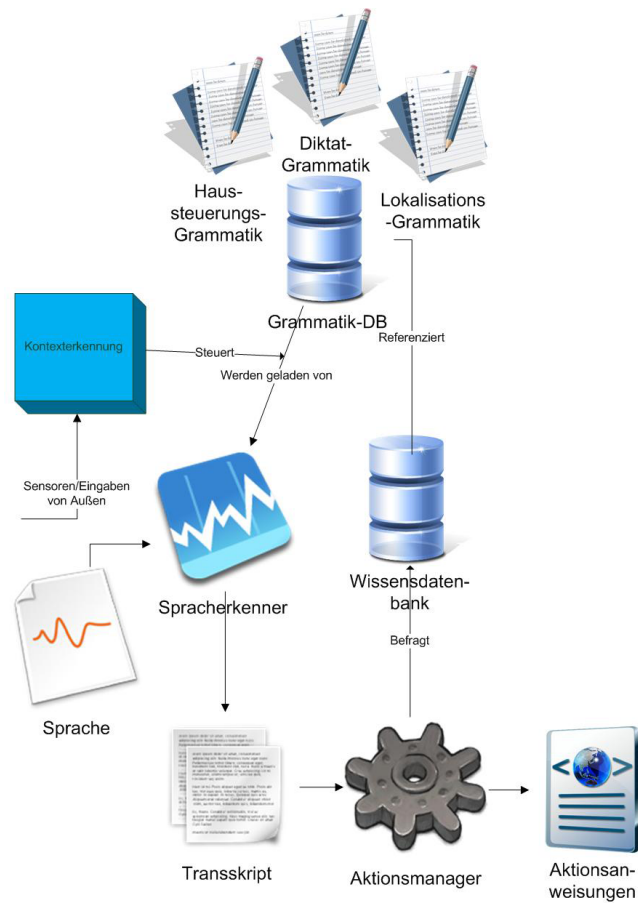 Diktat-
Grammatik
Haus-
steuerungs-
Grammatik
Lokalisations
-Grammatik
Grammatik-DB
Referenziert
Kontexterkennung
Steuert
Werden geladen von
Sensoren/Eingaben
von Außen
Spracherkenner
Wissensdaten-
bank
Befragt
Sprache
Transskript
Aktionsmanager
Aktionsan-
weisungen